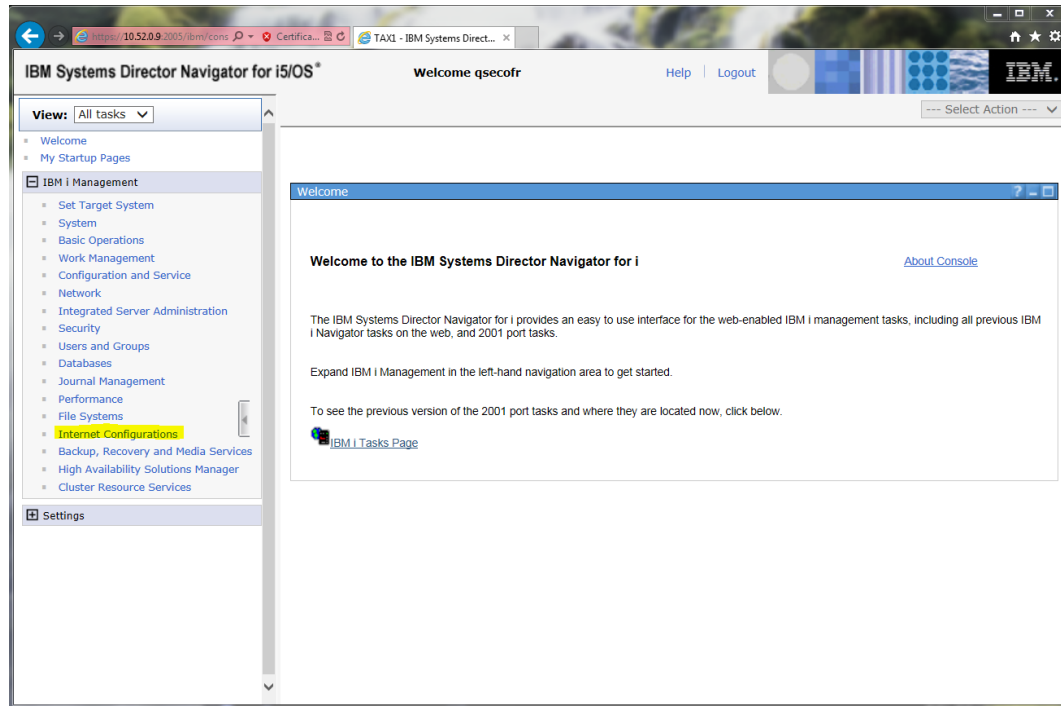 https://10.52.0.9:2005/ibm/cons
Certifica...
TAX1 - IBM Systems Direct...
IBM Systems Director Navigator for i5/OS®
Welcome qsecofr
Help
Logout
IBM.
View: All tasks
--- Select Action ---
Welcome
My Startup Pages
IBM i Management
Set Target System
System
Basic Operations
Work Management
Configuration and Service
Network
Integrated Server Administration
Security
Users and Groups
Databases
Journal Management
Performance
File Systems
Internet Configurations
Backup, Recovery and Media Services
High Availability Solutions Manager
Cluster Resource Services
Settings
Welcome
Welcome to the IBM Systems Director Navigator for i
About Console
The IBM Systems Director Navigator for i provides an easy to use interface for the web-enabled IBM i management tasks, including all previous IBM
i Navigator tasks on the web, and 2001 port tasks.
Expand IBM i Management in the left-hand navigation area to get started.
To see the previous version of the 2001 port tasks and where they are located now, click below.
IBM i Tasks Page